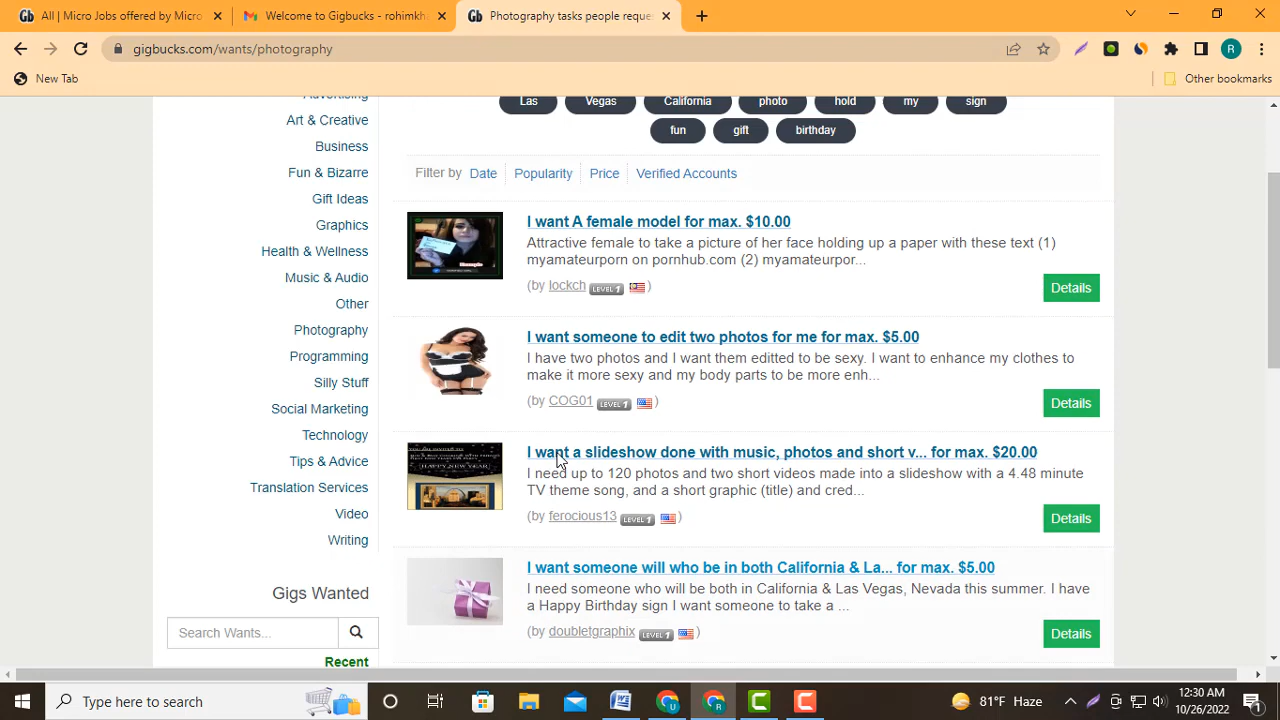 All | Micro Jobs offered by Micro
Welcome to Gigbucks - rohimkh
Photography tasks people reque
gigbucks.com/wants/photography
R
New Tab
Other bookmarks
Advertising
Art & Creative
Business
Fun & Bizarre
Gift Ideas
Graphics
Health & Wellness
Music & Audio
Other
Photography
Programming
Silly Stuff
Social Marketing
Technology
Tips & Advice
Translation Services
Video
Writing
Gigs Wanted
Search Wants...
Recent
Las Vegas California photo hold my sign
fun gift birthday
Filter by Date Popularity Price Verified Accounts
I want A female model for max. $10.00
Attractive female to take a picture of her face holding up a paper with these text (1)
myamateurporn on pornhub.com (2) myamateurpor...
(by lockch LEVEL 1 )
Details
I want someone to edit two photos for me for max. $5.00
I have two photos and I want them editted to be sexy. I want to enhance my clothes to
make it more sexy and my body parts to be more enh...
(by COG01 LEVEL 1 )
Details
HAPPY NEW YEAR
I want a slideshow done with music, photos and short v... for max. $20.00
I need up to 120 photos and two short videos made into a slideshow with a 4.48 minute
TV theme song, and a short graphic (title) and cred...
(by ferocious13 LEVEL 1 )
Details
I want someone will who be in both California & La... for max. $5.00
I need someone who will be both in California & Las Vegas, Nevada this summer. I have
a Happy Birthday sign I want someone to take a ...
(by doubletgraphix LEVEL 1 )
Details
Type here to search
81°F Haze
12:30 AM
10/26/2022